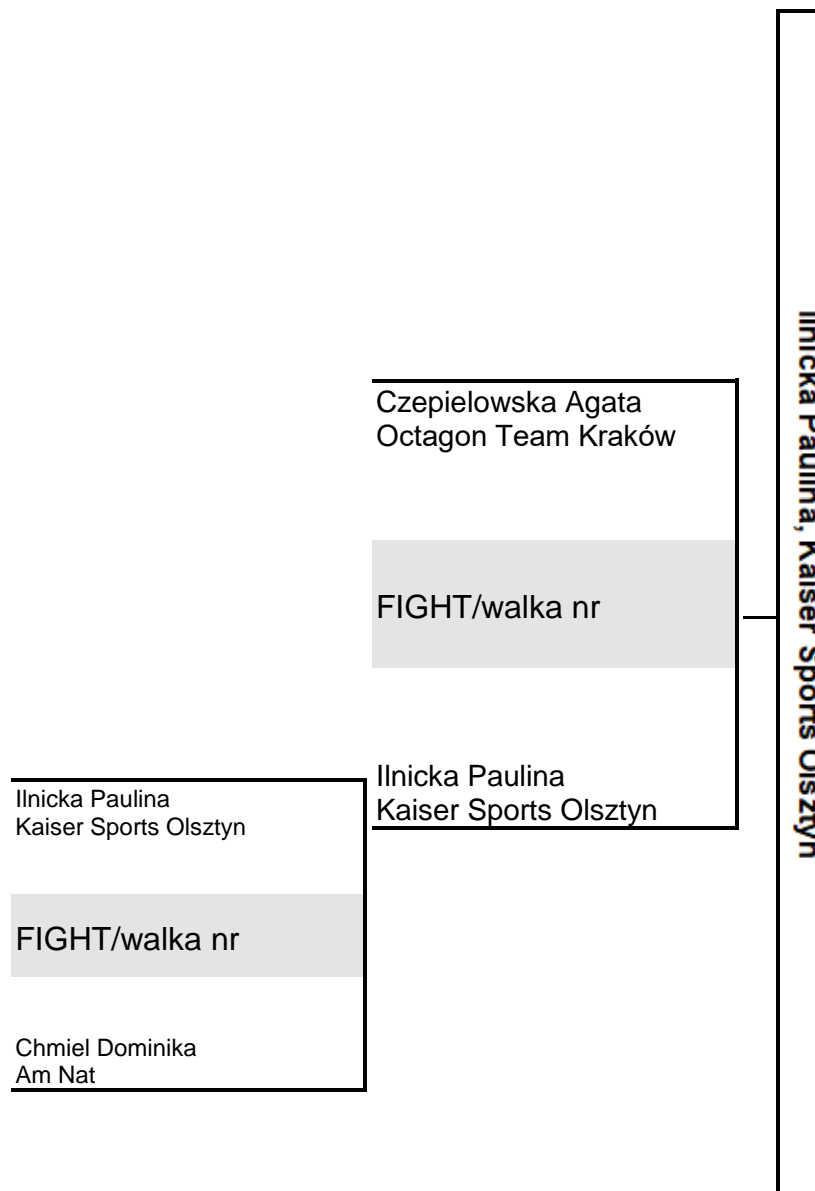 Czepielowska Agata
Octagon Team Kraków
FIGHT/walka nr
Ilnicka Paulina
Kaiser Sports Olsztyn
Ilnicka Paulina
Kaiser Sports Olsztyn
FIGHT/walka nr
Chmiel Dominika
Am Nat
Ilnicka Paulina, Kaiser Sports Olsztyn